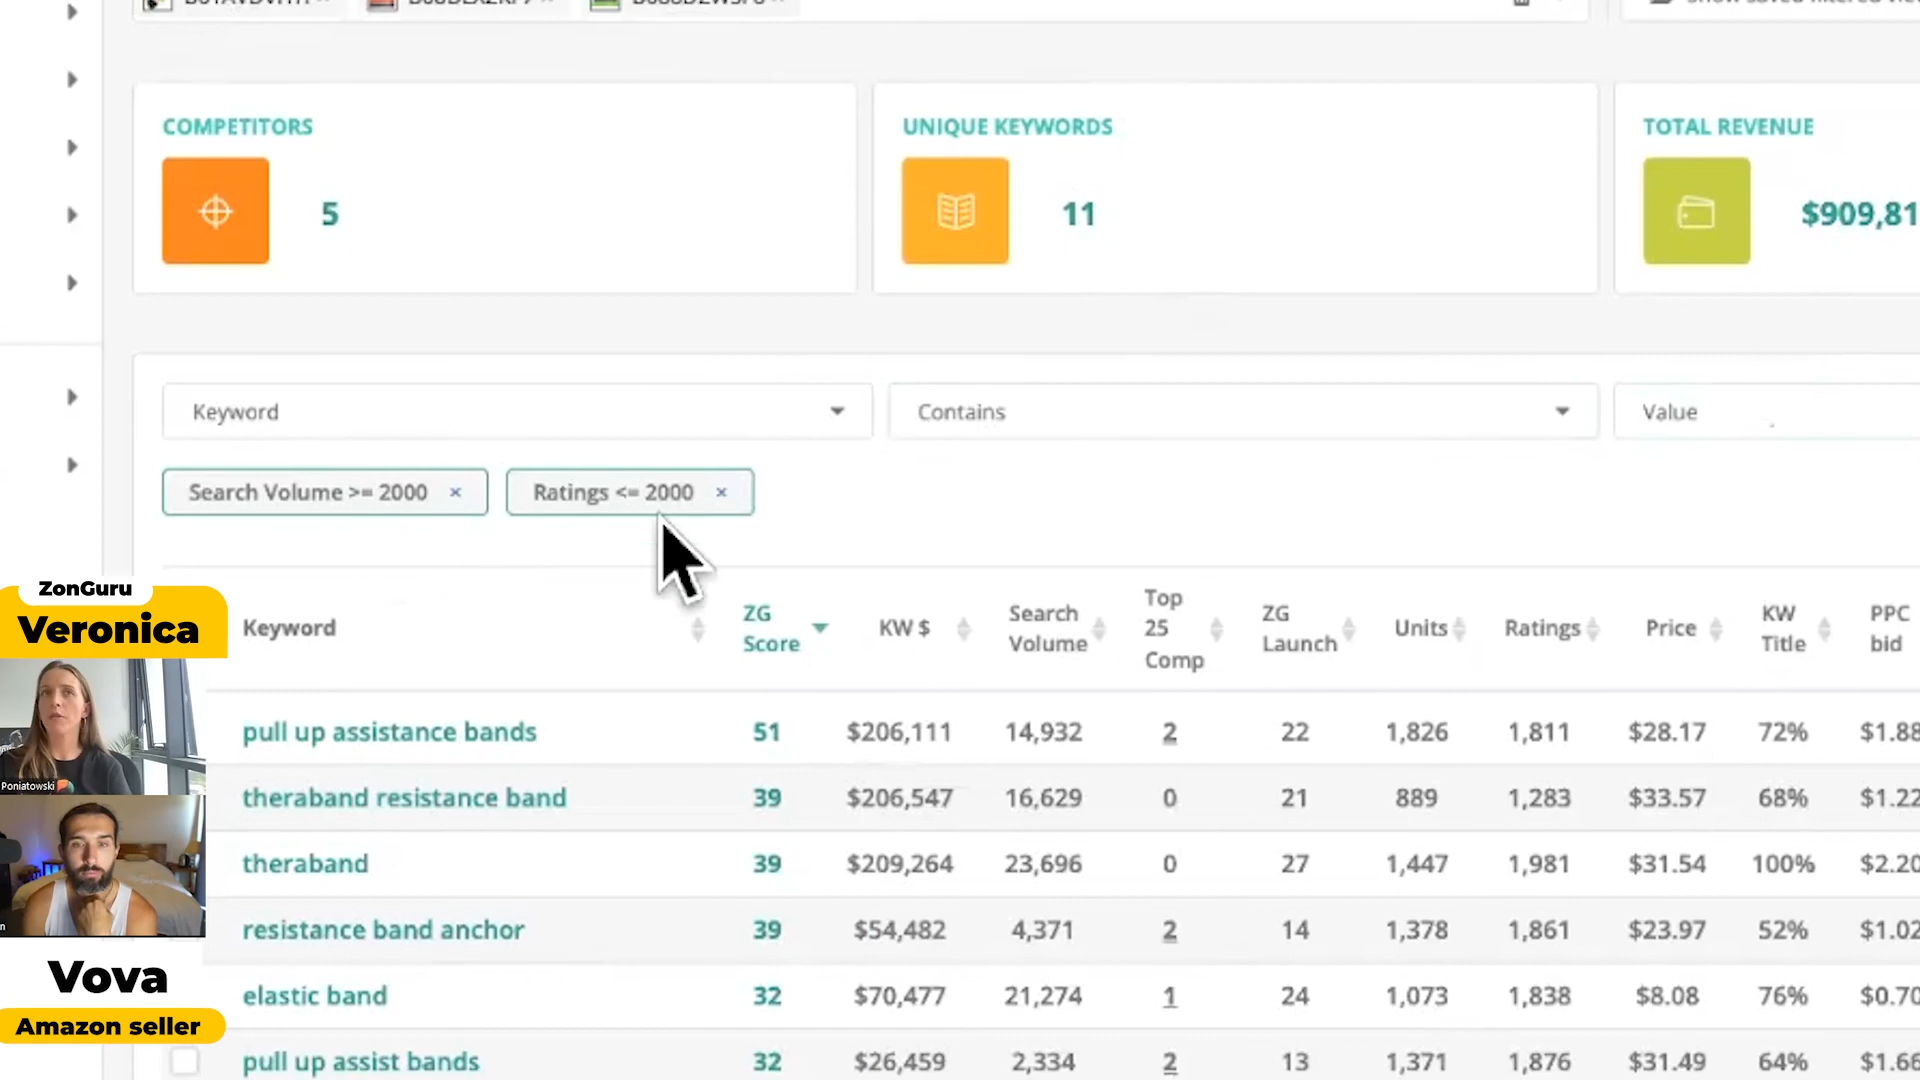 COMPETITORS
5
UNIQUE KEYWORDS
11
TOTAL REVENUE
$909,81
Keyword
Contains
Value
Search Volume >= 2000 ×
Ratings <= 2000 ×
Keyword ZG Score KW $ Search Volume Top 25 Comp ZG Launch Units Ratings Price KW Title PPC bid
pull up assistance bands 51 $206,111 14,932 2 22 1,826 1,811 $28.17 72% $1.88
theraband resistance band 39 $206,547 16,629 0 21 889 1,283 $33.57 68% $1.22
theraband 39 $209,264 23,696 0 27 1,447 1,981 $31.54 100% $2.20
resistance band anchor 39 $54,482 4,371 2 14 1,378 1,861 $23.97 52% $1.02
elastic band 32 $70,477 21,274 1 24 1,073 1,838 $8.08 76% $0.70
pull up assist bands 32 $26,459 2,334 2 13 1,371 1,876 $31.49 64% $1.66
ZonGuru
Veronica
Poniatowski
Vova
Amazon seller